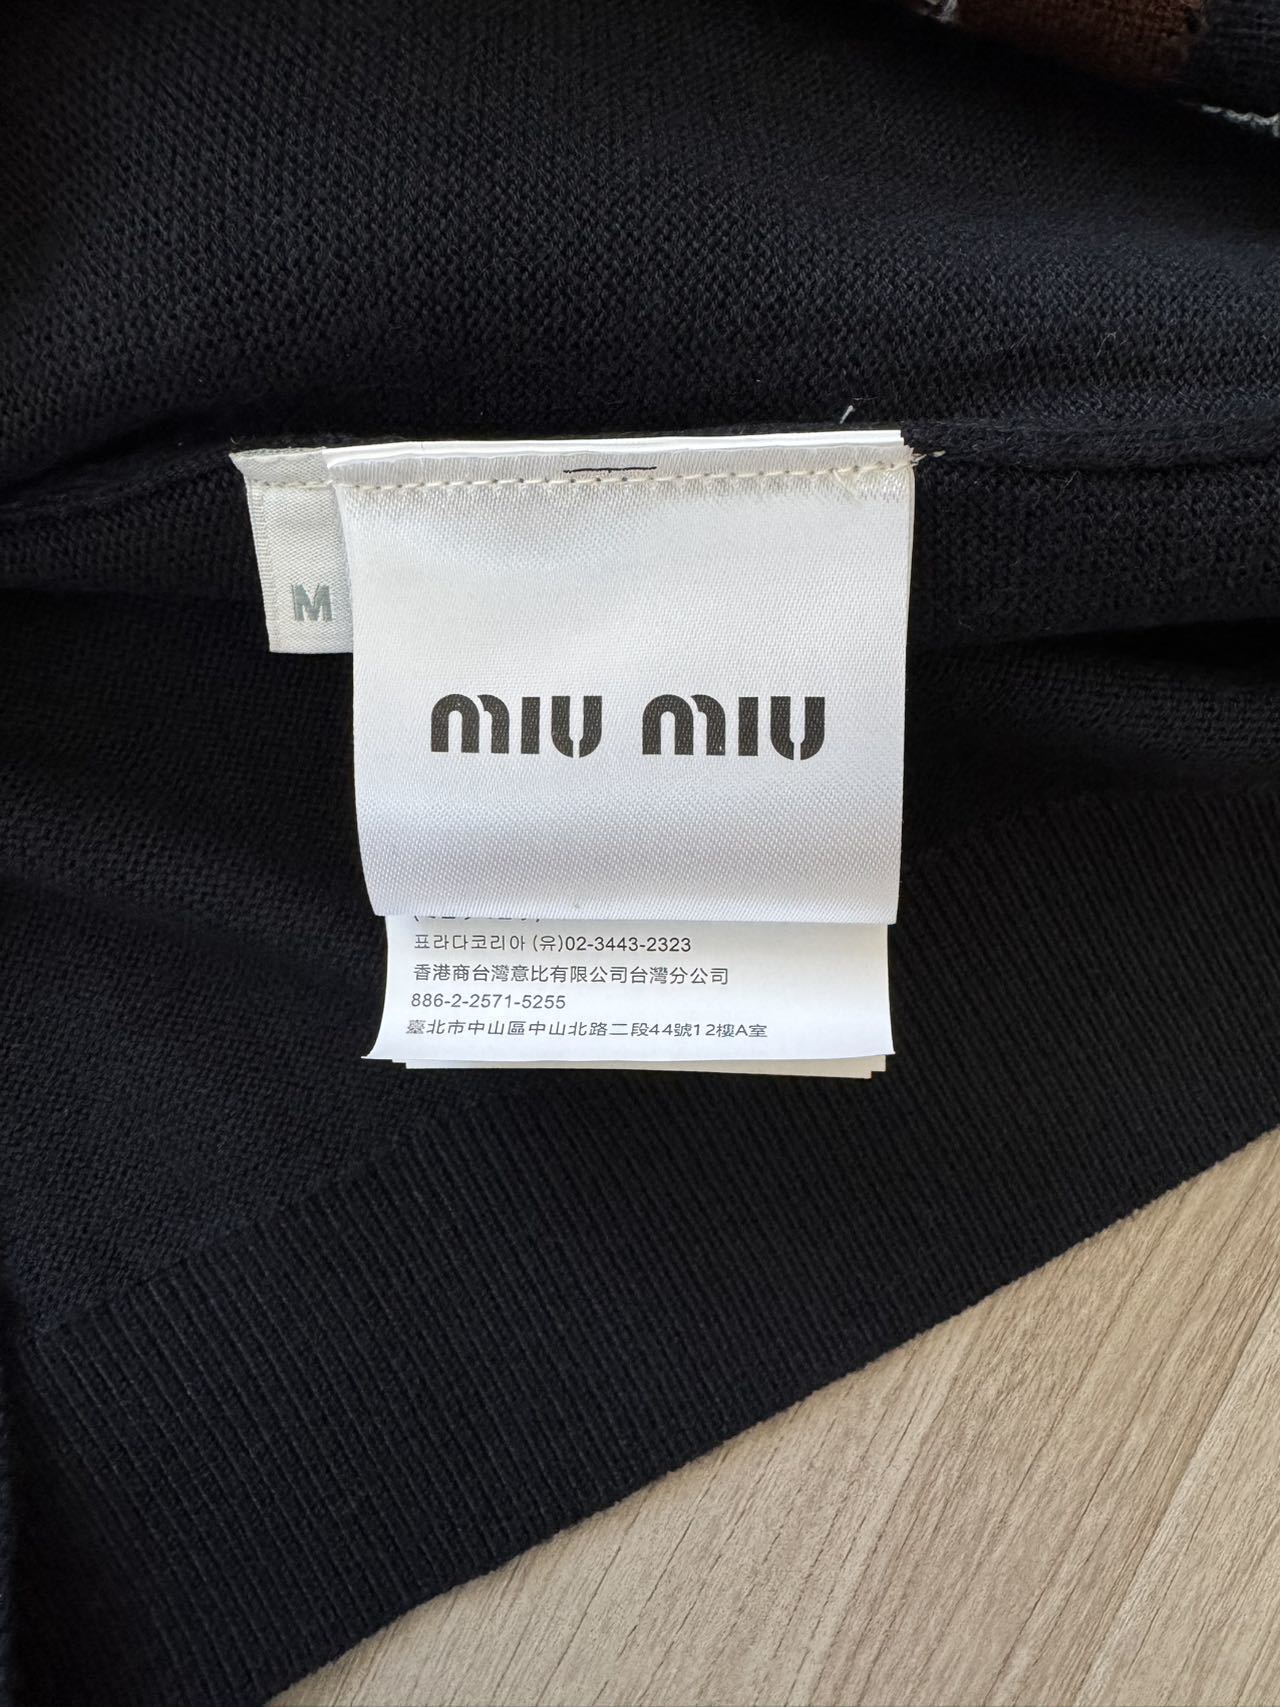 M
MIU MIU
표라다코리아 (유)02-3443-2323
香港商台灣意比有限公司台灣分公司
886-2-2571-5255
臺北市中山區中山北路二段44號12樓A室